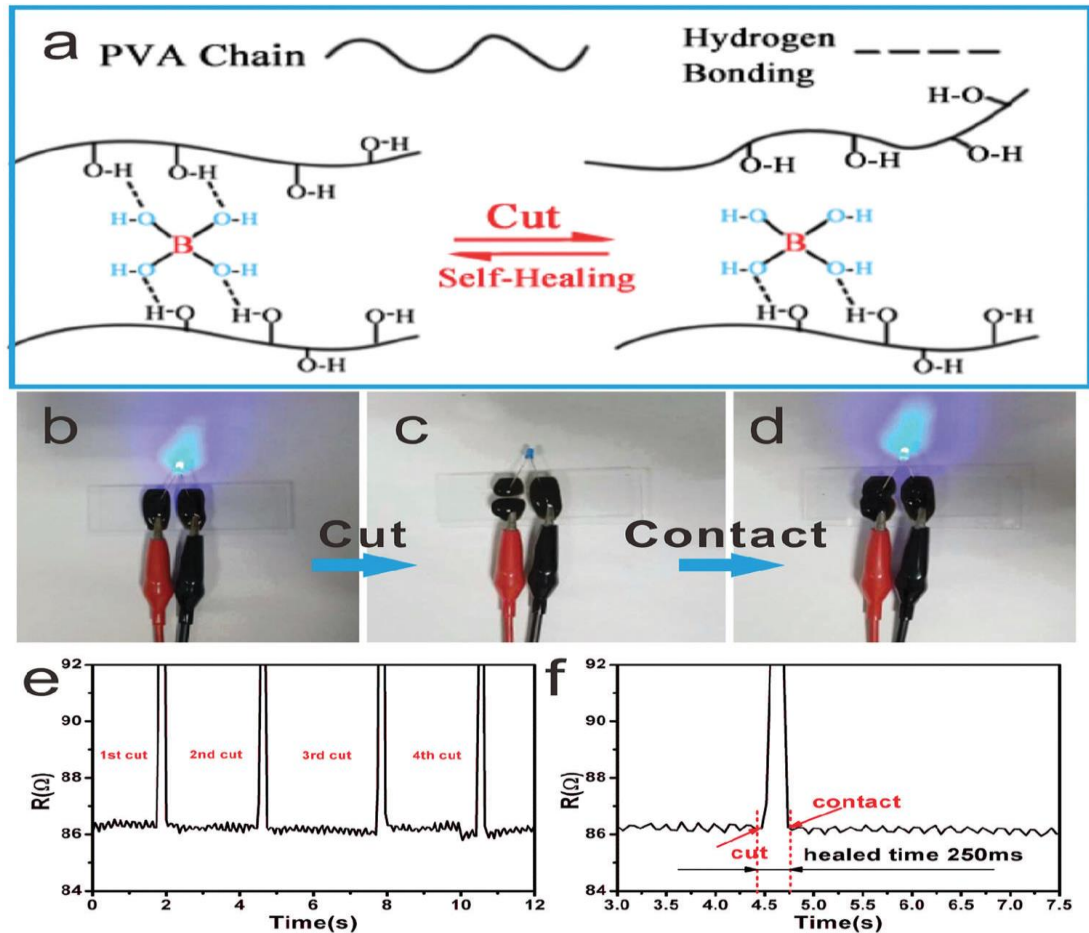 a
PVA Chain
Hydrogen
Bonding
H-O
O-H
O-H
O-H
O-H
O-H
O-H
O-H
H-O
O-H
H-O
O-H
B
B
H-O
O-H
H-O
O-H
Cut
Self-Healing
H-O
H-O
O-H
O-H
H-O
H-O
O-H
O-H
b
c
d
Cut
Contact
e
92
90
88
86
84
R(Ω)
1st cut
2nd cut
3rd cut
4th cut
0
2
4
6
8
10
12
Time(s)
f
92
90
88
86
84
R(Ω)
contact
cut
healed time 250ms
3.0
3.5
4.0
4.5
5.0
5.5
6.0
6.5
7.0
7.5
Time(s)